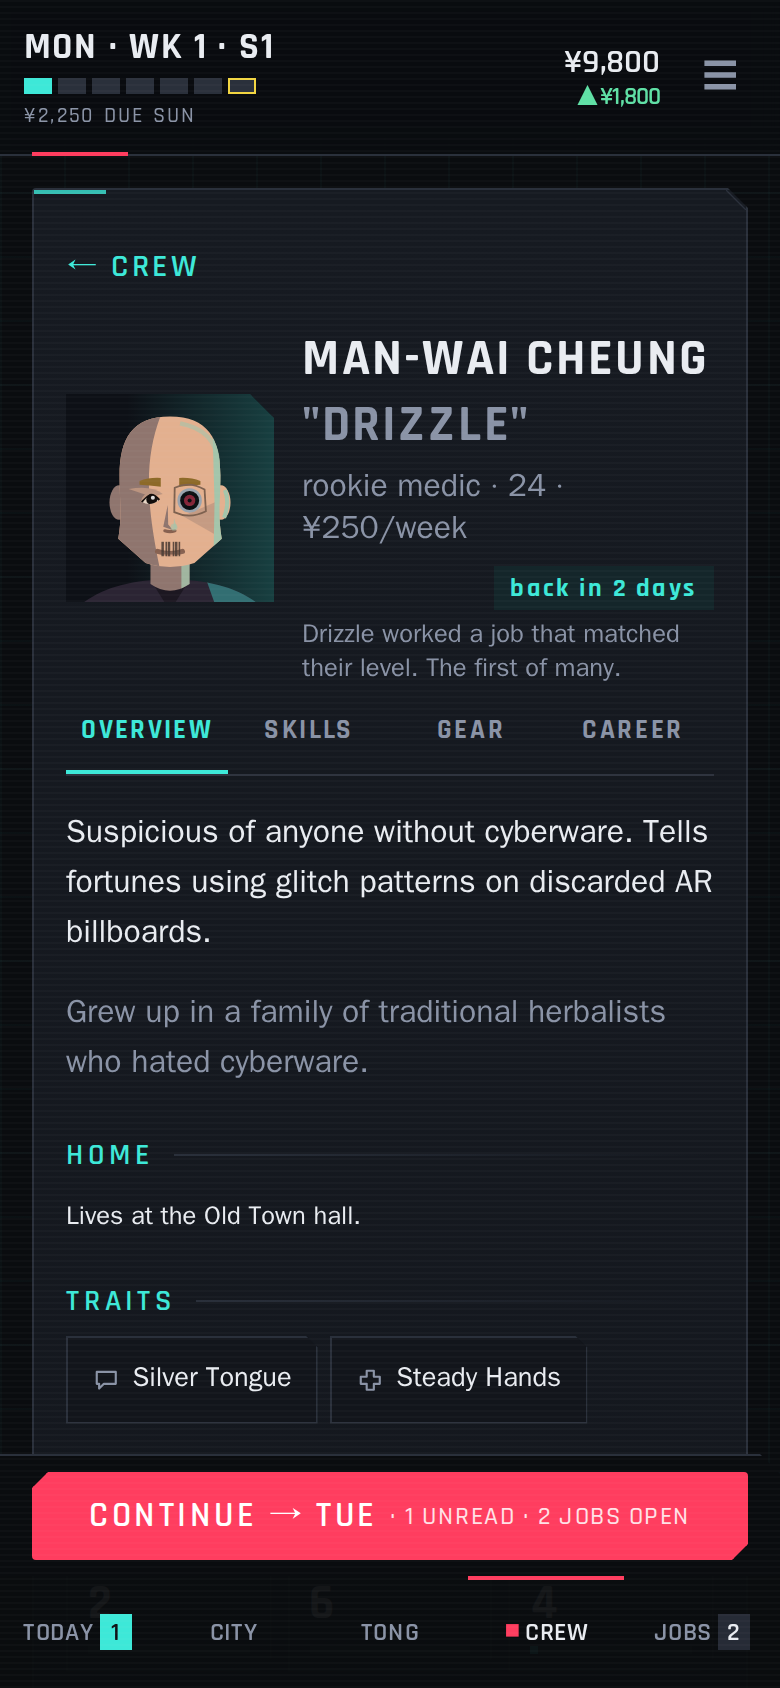 MON · WK 1 · S1
¥2,250 DUE SUN
¥9,800
▲¥1,800
← CREW
MAN-WAI CHEUNG
"DRIZZLE"
rookie medic · 24 ·
¥250/week
back in 2 days
Drizzle worked a job that matched
their level. The first of many.
OVERVIEW SKILLS GEAR CAREER
Suspicious of anyone without cyberware. Tells
fortunes using glitch patterns on discarded AR
billboards.
Grew up in a family of traditional herbalists
who hated cyberware.
HOME
Lives at the Old Town hall.
TRAITS
Silver Tongue Steady Hands
CONTINUE → TUE · 1 UNREAD · 2 JOBS OPEN
2 6 4
TODAY 1 CITY TONG CREW JOBS 2